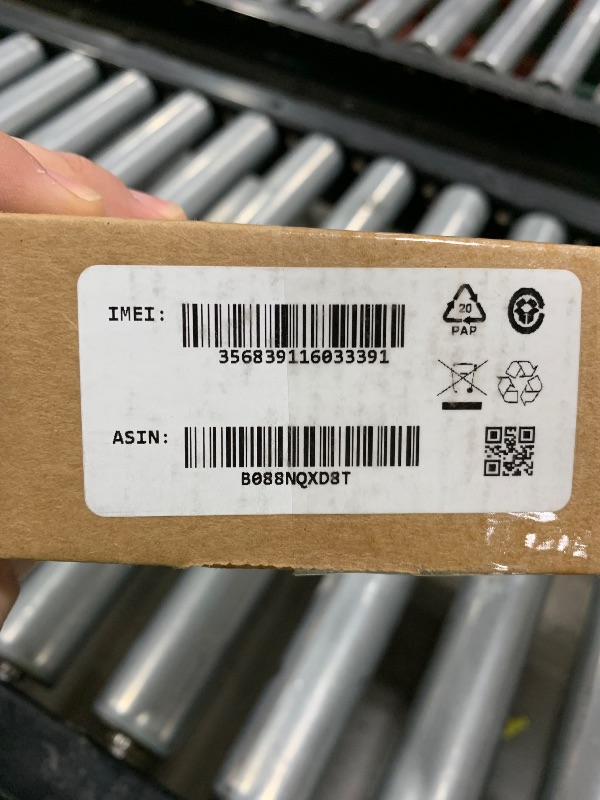 IMEI:
356839116033391
20
PAP
ASIN:
B088NQXD8T